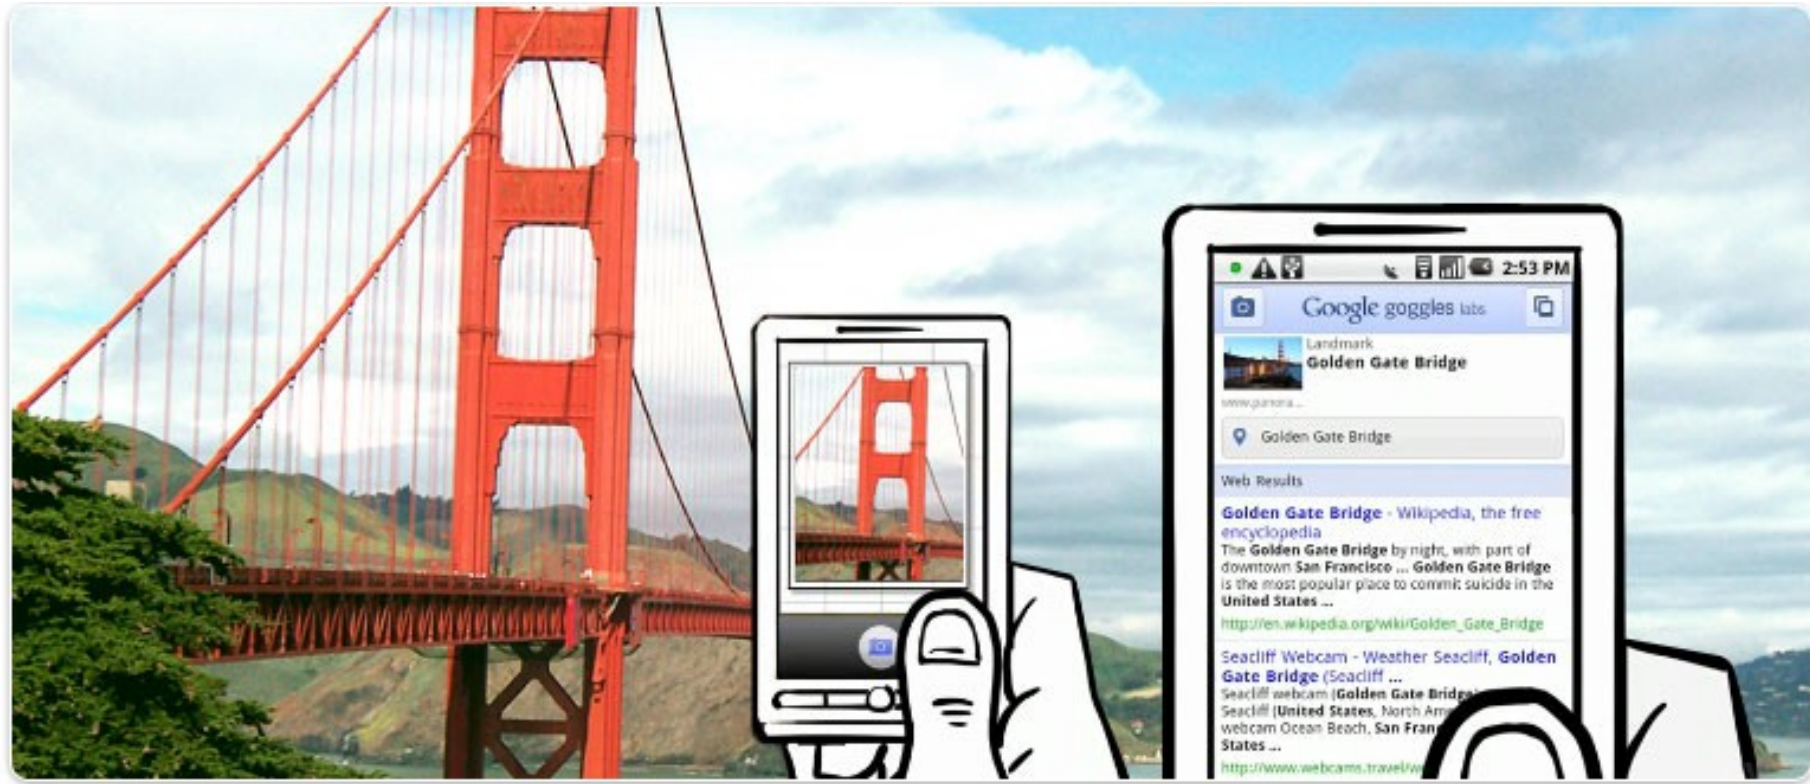 2:53 PM
Google goggles labs
Landmark
Golden Gate Bridge
Golden Gate Bridge
Web Results
Golden Gate Bridge - Wikipedia, the free
encyclopedia
The Golden Gate Bridge by night, with part of
downtown San Francisco ... Golden Gate Bridge
is the most popular place to commit suicide in the
United States ...
http://en.wikipedia.org/wiki/Golden_Gate_Bridge
Seacliff Webcam - Weather Seacliff, Golden
Gate Bridge (Seacliff ...
Seacliff webcam (Golden Gate Bridge
Seacliff (United States, North
webcam Ocean Beach, San
States ...
http://www.webcams.travel/